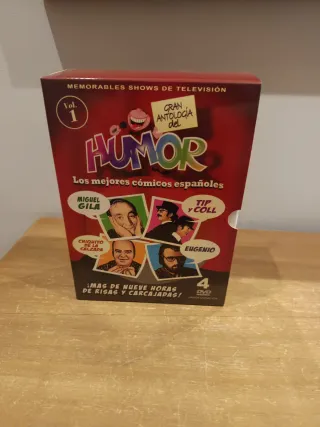 MEMORABLES SHOWS DE TELEVISIÓN
Vol.
1
GRAN
ANTOLOGÍA
del
HUMOR
Los mejores cómicos españoles
MIGUEL
GILA
TIP
Y COLL
CHIQUITO
DE LA
CALZADA
EUGENIO
4
DVD
¡MAS DE NUEVE HORAS
DE RISAS Y CARCAJADAS!